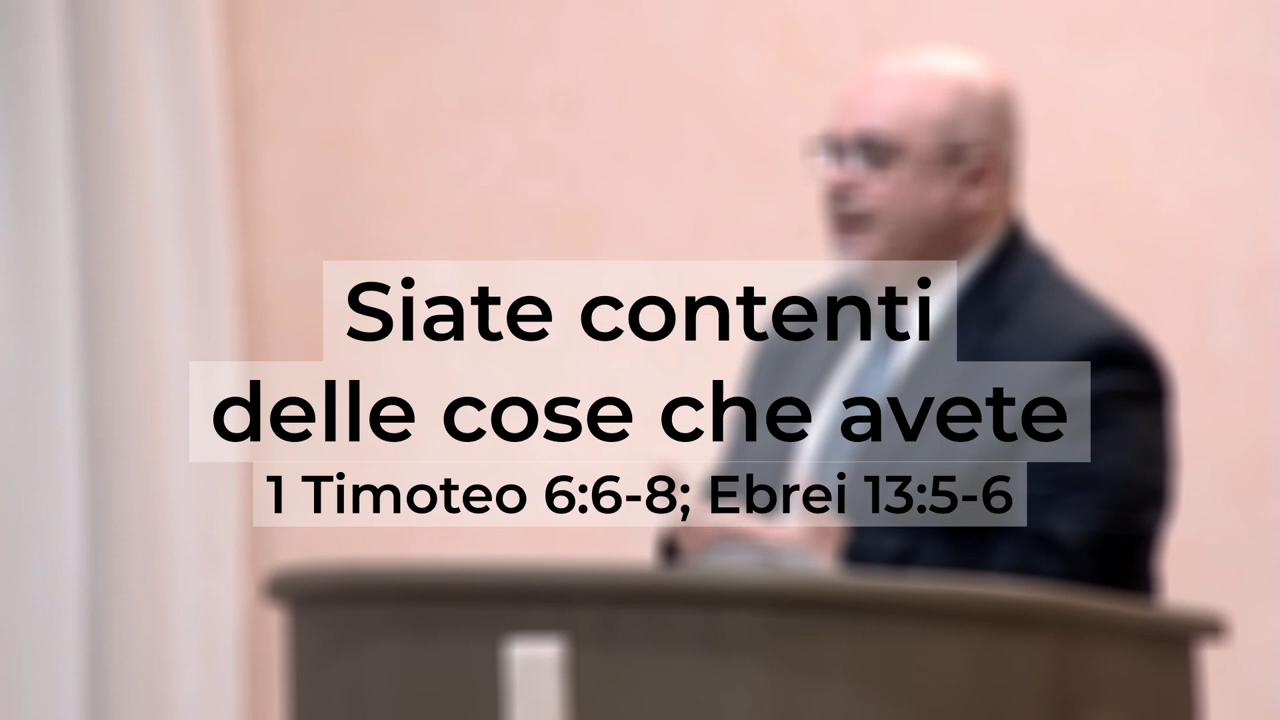 Siate contenti
delle cose che avete
1 Timoteo 6:6-8; Ebrei 13:5-6